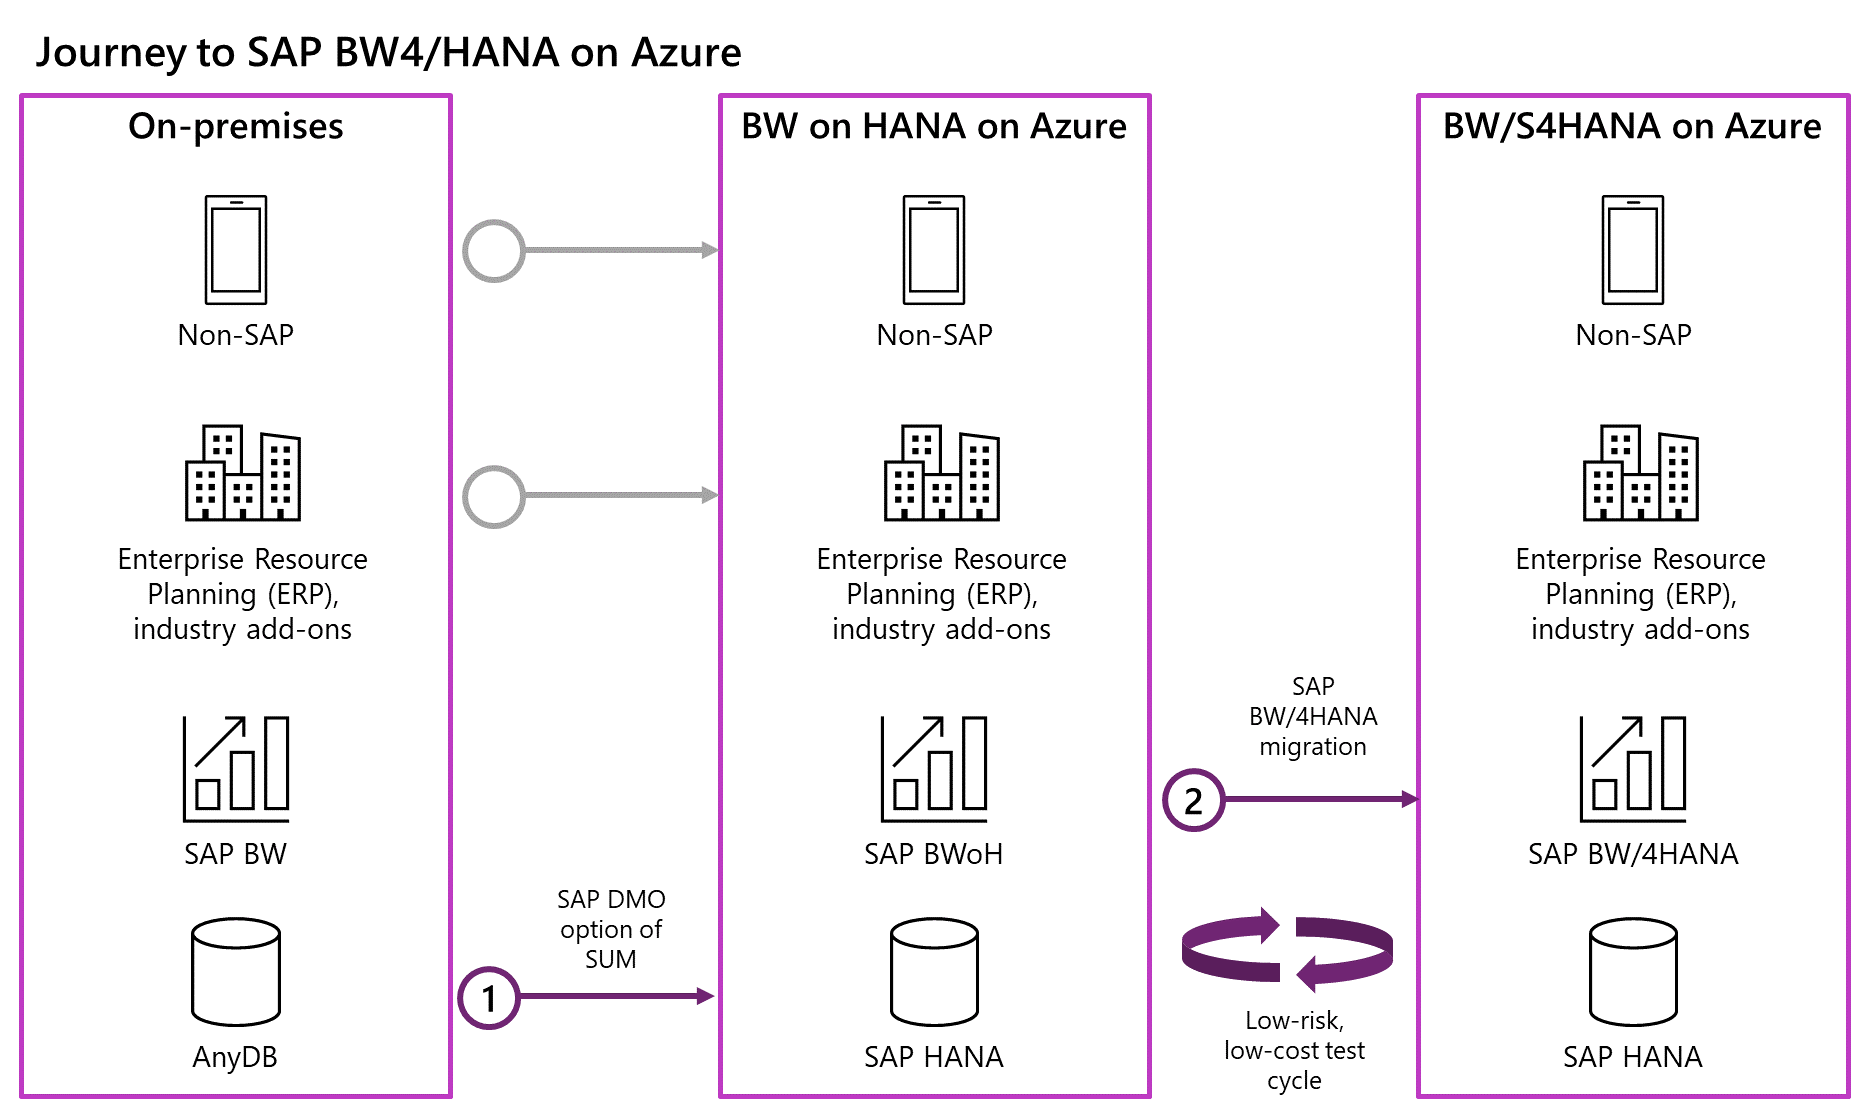 Journey to SAP BW4/HANA on Azure
On-premises
Non-SAP
Enterprise Resource
Planning (ERP),
industry add-ons
SAP BW
AnyDB
SAP DMO
option of
SUM
1
BW on HANA on Azure
Non-SAP
Enterprise Resource
Planning (ERP),
industry add-ons
SAP BWoH
SAP HANA
SAP
BW/4HANA
migration
2
Low-risk,
low-cost test
cycle
BW/S4HANA on Azure
Non-SAP
Enterprise Resource
Planning (ERP),
industry add-ons
SAP BW/4HANA
SAP HANA